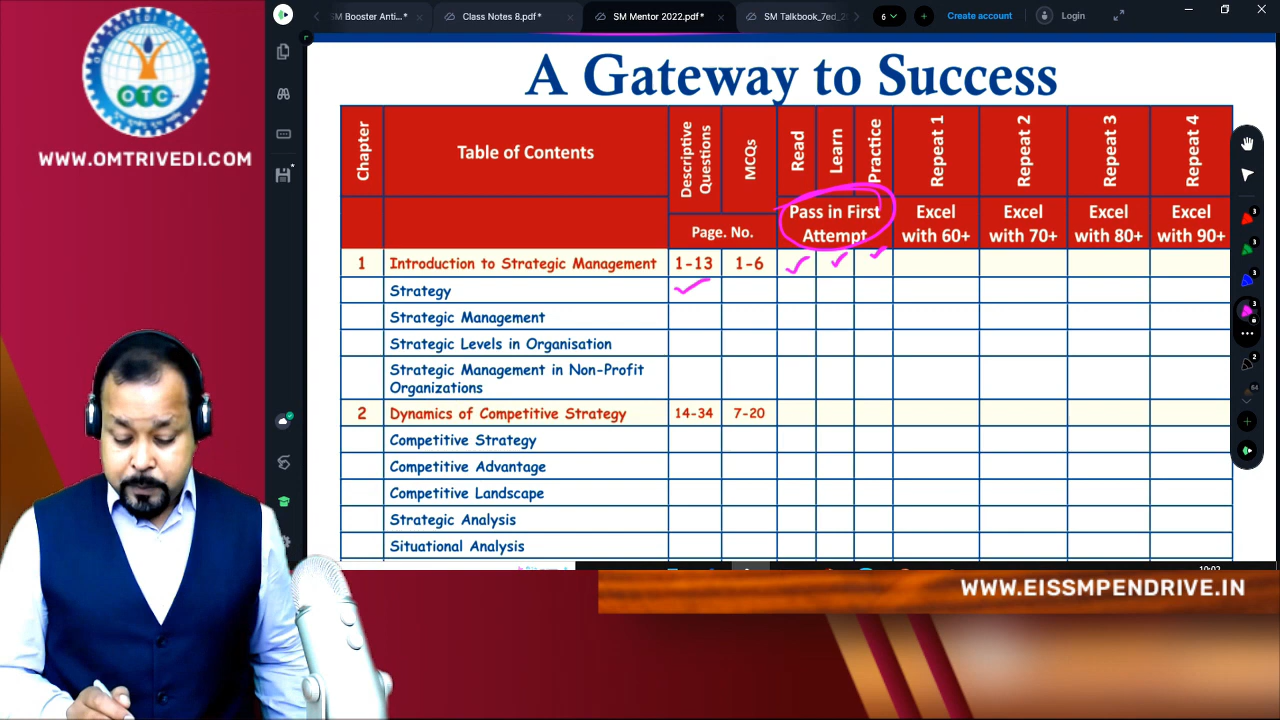 SM Booster Anti...*
Class Notes 8.pdf*
SM Mentor 2022.pdf*
SM Talkbook_7ed_2
6
Create account
Login
OTC
WWW.OMTRIVEDI.COM
A Gateway to Success
Chapter
Table of Contents
Descriptive Questions
MCQs
Read
Learn
Practice
Repeat 1
Repeat 2
Repeat 3
Repeat 4
Page. No.
Pass in First
Attempt
Excel
with 60+
Excel
with 70+
Excel
with 80+
Excel
with 90+
1 Introduction to Strategic Management 1-13 1-6
Strategy
Strategic Management
Strategic Levels in Organisation
Strategic Management in Non-Profit
Organizations
2 Dynamics of Competitive Strategy 14-34 7-20
Competitive Strategy
Competitive Advantage
Competitive Landscape
Strategic Analysis
Situational Analysis
WWW.EISSMPENDRIVE.IN